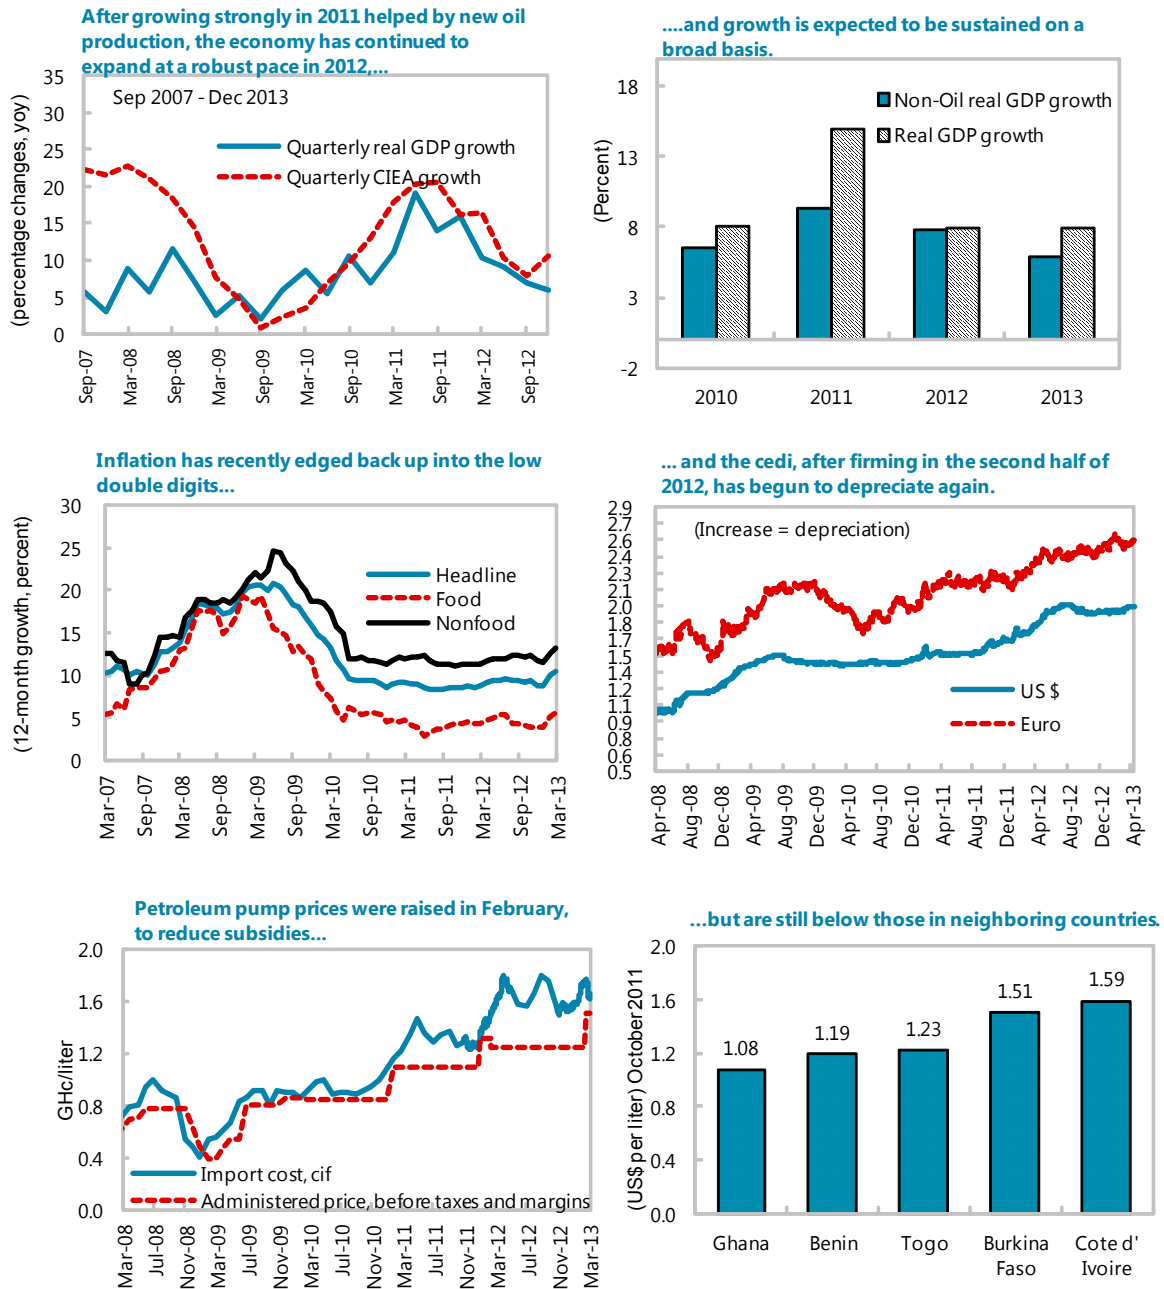 After growing strongly in 2011 helped by new oil
production, the economy has continued to
expand at a robust pace in 2012,...
35
30
25
20
15
10
5
0
(percentage changes, yoy)
Sep 2007 - Dec 2013
Quarterly real GDP growth
Quarterly CIEA growth
Sep-07
Mar-08
Sep-08
Mar-09
Sep-09
Mar-10
Sep-10
Mar-11
Sep-11
Mar-12
Sep-12
....and growth is expected to be sustained on a
broad basis.
18
13
8
3
-2
(Percent)
Non-Oil real GDP growth
Real GDP growth
2010
2011
2012
2013
Inflation has recently edged back up into the low
double digits...
30
25
20
15
10
5
0
(12-month growth, percent)
Headline
Food
Nonfood
Mar-07
Sep-07
Mar-08
Sep-08
Mar-09
Sep-09
Mar-10
Sep-10
Mar-11
Sep-11
Mar-12
Sep-12
Mar-13
... and the cedi, after firming in the second half of
2012, has begun to depreciate again.
2.9
2.7
2.6
2.4
2.3
2.1
2.0
1.8
1.7
1.5
1.4
1.2
1.1
0.9
0.8
0.6
0.5
(Increase = depreciation)
US $
Euro
Apr-08
Aug-08
Dec-08
Apr-09
Aug-09
Dec-09
Apr-10
Aug-10
Dec-10
Apr-11
Aug-11
Dec-11
Apr-12
Aug-12
Dec-12
Apr-13
Petroleum pump prices were raised in February,
to reduce subsidies...
2.0
1.6
1.2
0.8
0.4
0.0
GHc/liter
Import cost, cif
Administered price, before taxes and margins
Mar-08
Jul-08
Nov-08
Mar-09
Jul-09
Nov-09
Mar-10
Jul-10
Nov-10
Mar-11
Jul-11
Nov-11
Mar-12
Jul-12
Nov-12
Mar-13
...but are still below those in neighboring countries.
2.0
1.6
1.2
0.8
0.4
0.0
(US$ per liter) October 2011
1.08
1.19
1.23
1.51
1.59
Ghana
Benin
Togo
Burkina
Faso
Cote d'
Ivoire